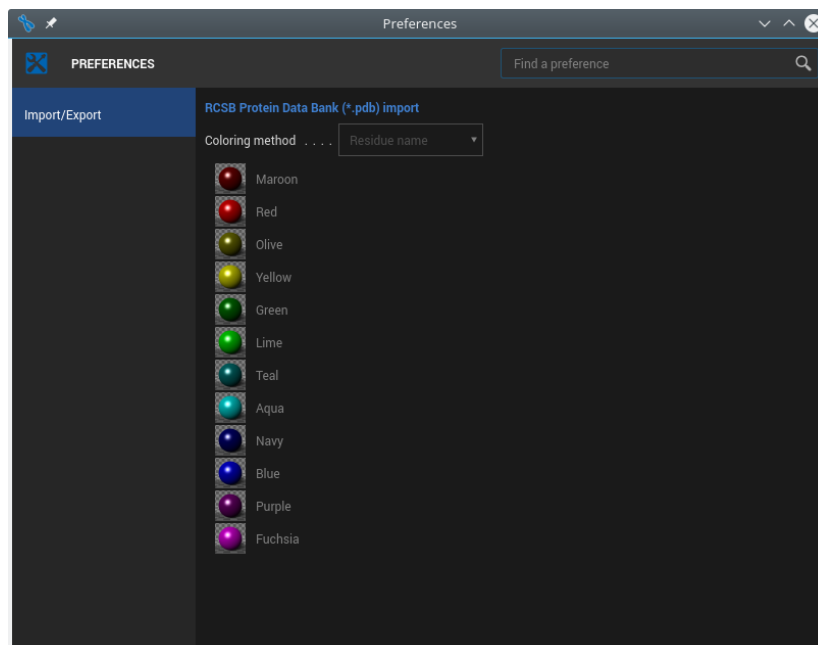 Preferences
PREFERENCES
Find a preference
Import/Export
RCSB Protein Data Bank (*.pdb) import
Coloring method . . . . Residue name
Maroon
Red
Olive
Yellow
Green
Lime
Teal
Aqua
Navy
Blue
Purple
Fuchsia